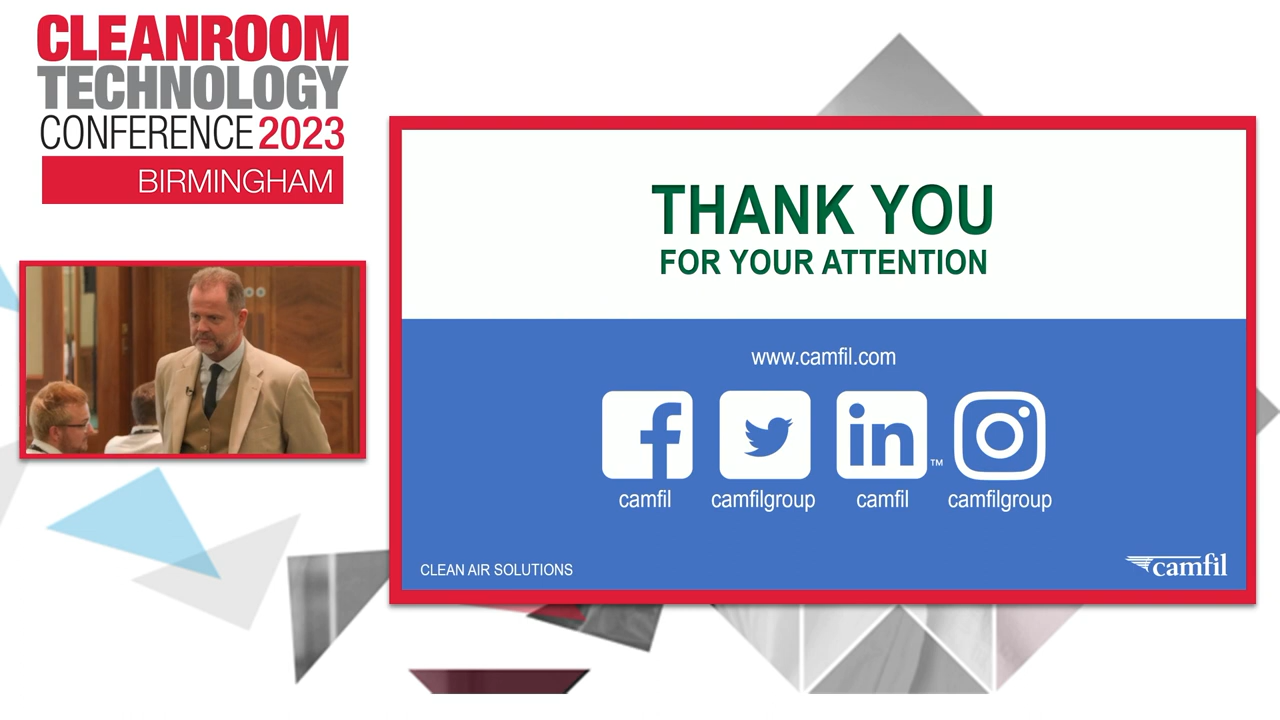 CLEANROOM
TECHNOLOGY
CONFERENCE 2023
BIRMINGHAM
THANK YOU
FOR YOUR ATTENTION
www.camfil.com
in™
camfil camfilgroup camfil camfilgroup
CLEAN AIR SOLUTIONS
camfil